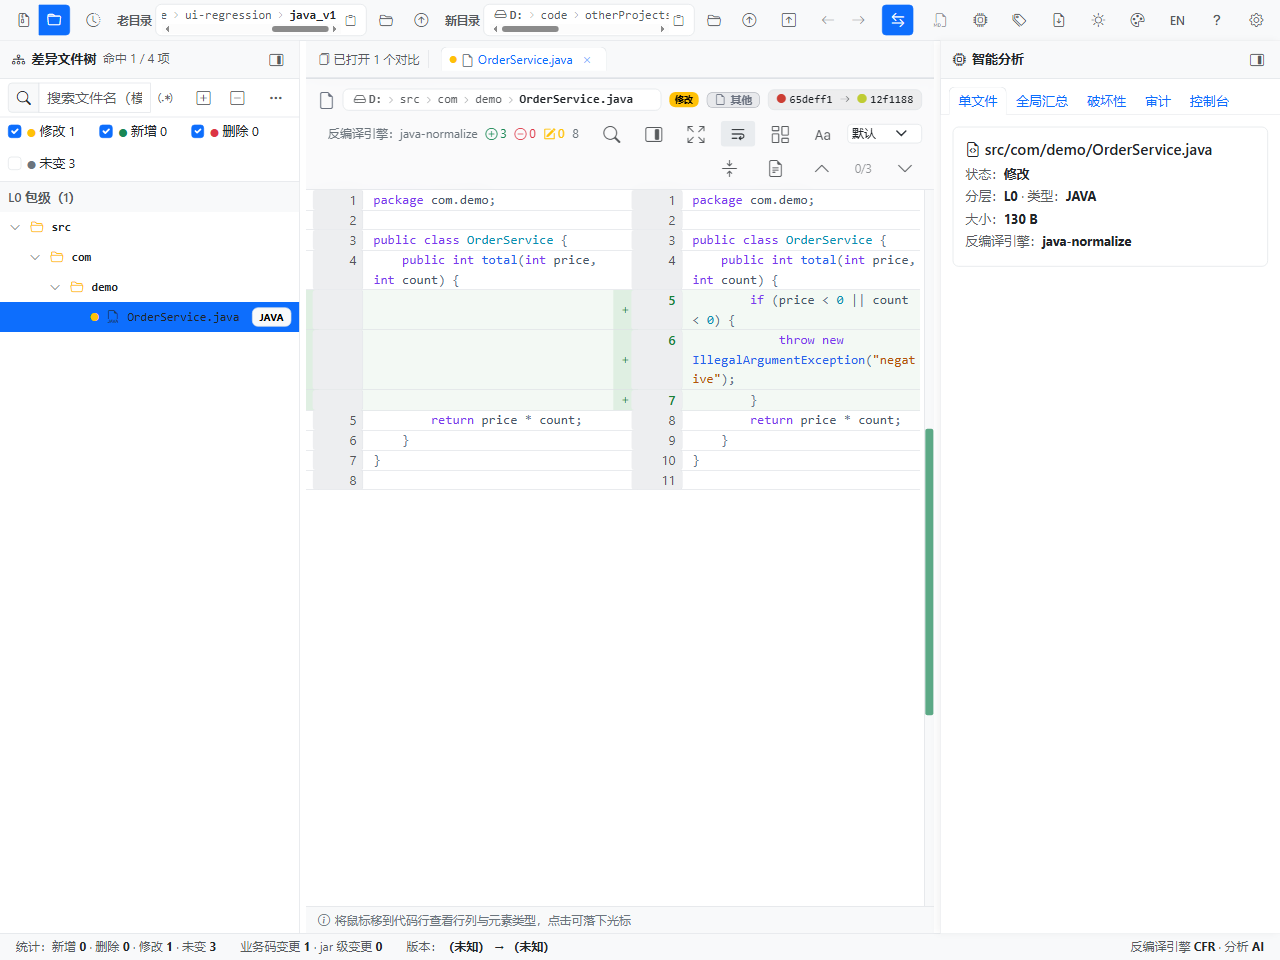 老目录 e › ui-regression › java_v1 新目录 D: › code › otherProjects EN ?
差异文件树 命中 1 / 4 项
已打开 1 个对比 OrderService.java ×
智能分析
搜索文件名（模 (.*) ...
修改 1 新增 0 删除 0
未变 3
L0 包级（1）
src
com
demo
OrderService.java JAVA
D: › src › com › demo › OrderService.java 修改 其他 65deff1 → 12f1188
反编译引擎：java-normalize 3 0 0 8 Aa 默认
0/3
1 package com.demo;
2
3 public class OrderService {
4 public int total(int price,
int count) {
+
+
+
5 return price * count;
6 }
7 }
8
1 package com.demo;
2
3 public class OrderService {
4 public int total(int price,
int count) {
5 if (price < 0 || count
< 0) {
6 throw new
IllegalArgumentException("negat
ive");
7 }
8 return price * count;
9 }
10 }
11
将鼠标移到代码行查看行列与元素类型，点击可落下光标
单文件 全局汇总 破坏性 审计 控制台
src/com/demo/OrderService.java
状态：修改
分层：L0 · 类型：JAVA
大小：130 B
反编译引擎：java-normalize
统计：新增 0 · 删除 0 · 修改 1 · 未变 3 业务码变更 1 · jar 级变更 0 版本：(未知) → (未知) 反编译引擎 CFR · 分析 AI